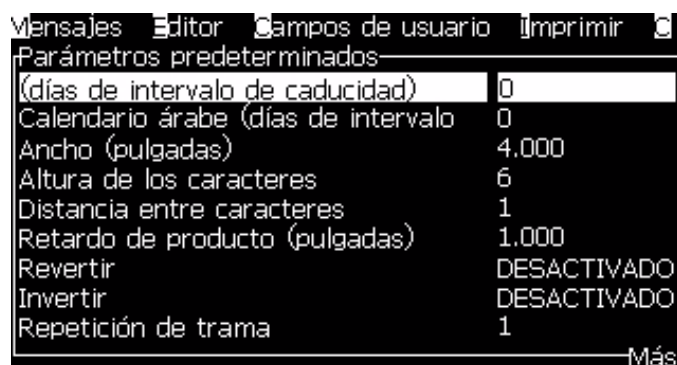 Mensajes Editor Campos de usuario Imprimir C
Parámetros predeterminados
(días de intervalo de caducidad) 0
Calendario árabe (días de intervalo 0
Ancho (pulgadas) 4.000
Altura de los caracteres 6
Distancia entre caracteres 1
Retardo de producto (pulgadas) 1.000
Revertir DESACTIVADO
Invertir DESACTIVADO
Repetición de trama 1
Más